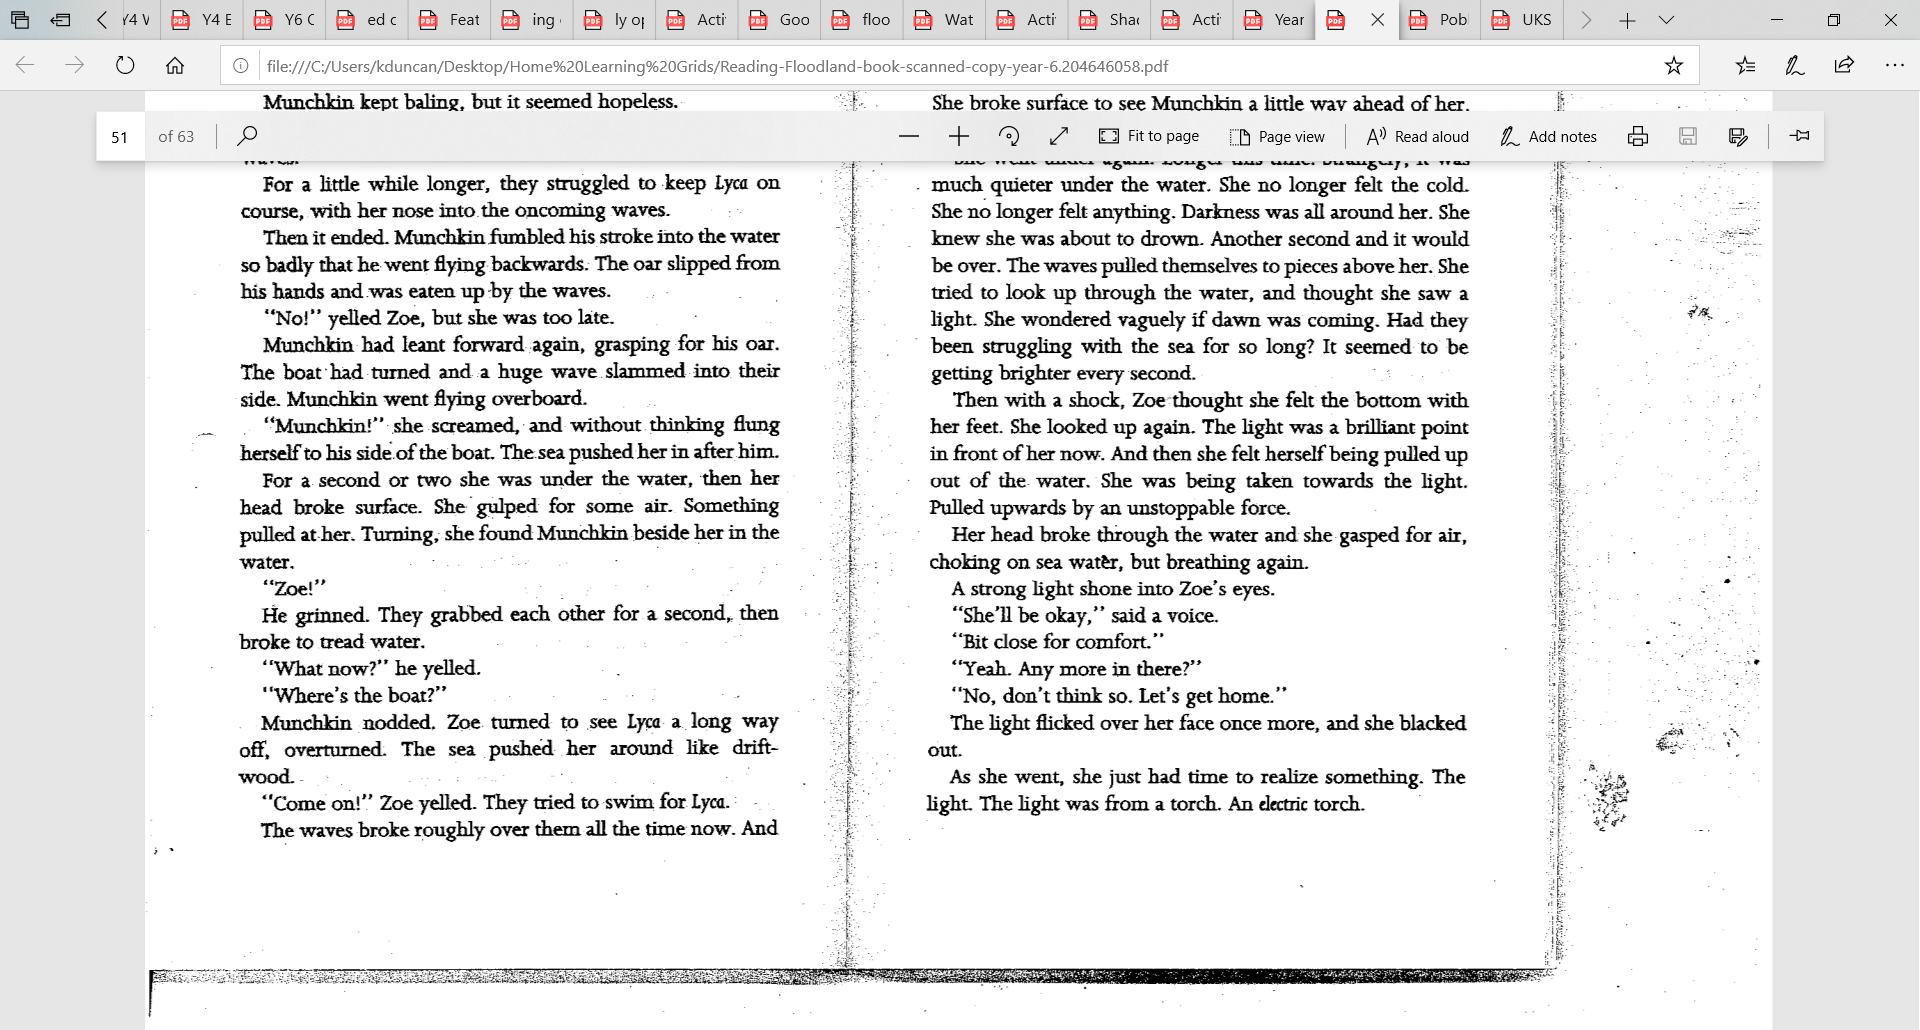 Y4 V
Y4 E
Y6 C
ed c
Feat
ing
ly o
Acti
Goo
floo
Wat
Acti
Shac
Acti
Year
Pob
UKS
file:///C:/Users/kduncan/Desktop/Home%20Learning%20Grids/Reading-Floodland-book-scanned-copy-year-6.204646058.pdf
51 of 63
Fit to page
Page view
Read aloud
Add notes
Munchkin kept baling, but it seemed hopeless.
waves.
For a little while longer, they struggled to keep Lyca on
course, with her nose into the oncoming waves.
Then it ended. Munchkin fumbled his stroke into the water
so badly that he went flying backwards. The oar slipped from
his hands and was eaten up by the waves.
“No!” yelled Zoe, but she was too late.
Munchkin had leant forward again, grasping for his oar.
The boat had turned and a huge wave slammed into their
side. Munchkin went flying overboard.
“Munchkin!” she screamed, and without thinking flung
herself to his side of the boat. The sea pushed her in after him.
For a second or two she was under the water, then her
head broke surface. She gulped for some air. Something
pulled at her. Turning, she found Munchkin beside her in the
water.
“Zoe!”
He grinned. They grabbed each other for a second, then
broke to tread water.
“What now?” he yelled.
“Where’s the boat?”
Munchkin nodded. Zoe turned to see Lyca a long way
off, overturned. The sea pushed her around like drift-
wood.
“Come on!” Zoe yelled. They tried to swim for Lyca.
The waves broke roughly over them all the time now. And
She broke surface to see Munchkin a little way ahead of her.
She went under again. Longer this time. Strangely, it was
much quieter under the water. She no longer felt the cold.
She no longer felt anything. Darkness was all around her. She
knew she was about to drown. Another second and it would
be over. The waves pulled themselves to pieces above her. She
tried to look up through the water, and thought she saw a
light. She wondered vaguely if dawn was coming. Had they
been struggling with the sea for so long? It seemed to be
getting brighter every second.
Then with a shock, Zoe thought she felt the bottom with
her feet. She looked up again. The light was a brilliant point
in front of her now. And then she felt herself being pulled up
out of the water. She was being taken towards the light.
Pulled upwards by an unstoppable force.
Her head broke through the water and she gasped for air,
choking on sea water, but breathing again.
A strong light shone into Zoe’s eyes.
“She’ll be okay,” said a voice.
“Bit close for comfort.”
“Yeah. Any more in there?”
“No, don’t think so. Let’s get home.”
The light flicked over her face once more, and she blacked
out.
As she went, she just had time to realize something. The
light. The light was from a torch. An electric torch.